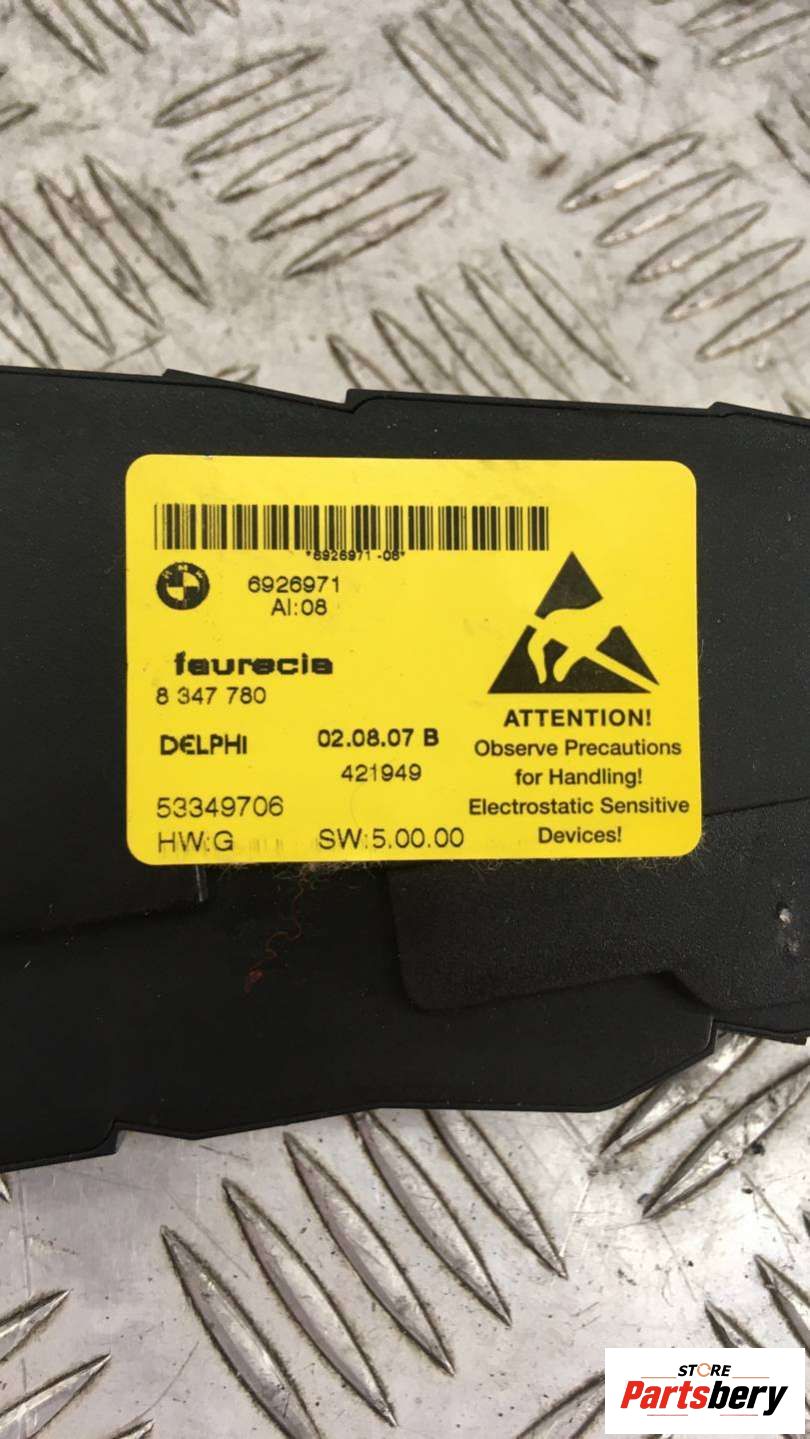 *6926971-08*
6926971
AI:08
faurecia
8 347 780
DELPHI
02.08.07 B
421949
53349706
HW:G
SW:5.00.00
ATTENTION!
Observe Precautions
for Handling!
Electrostatic Sensitive
Devices!
STORE
Partsbery